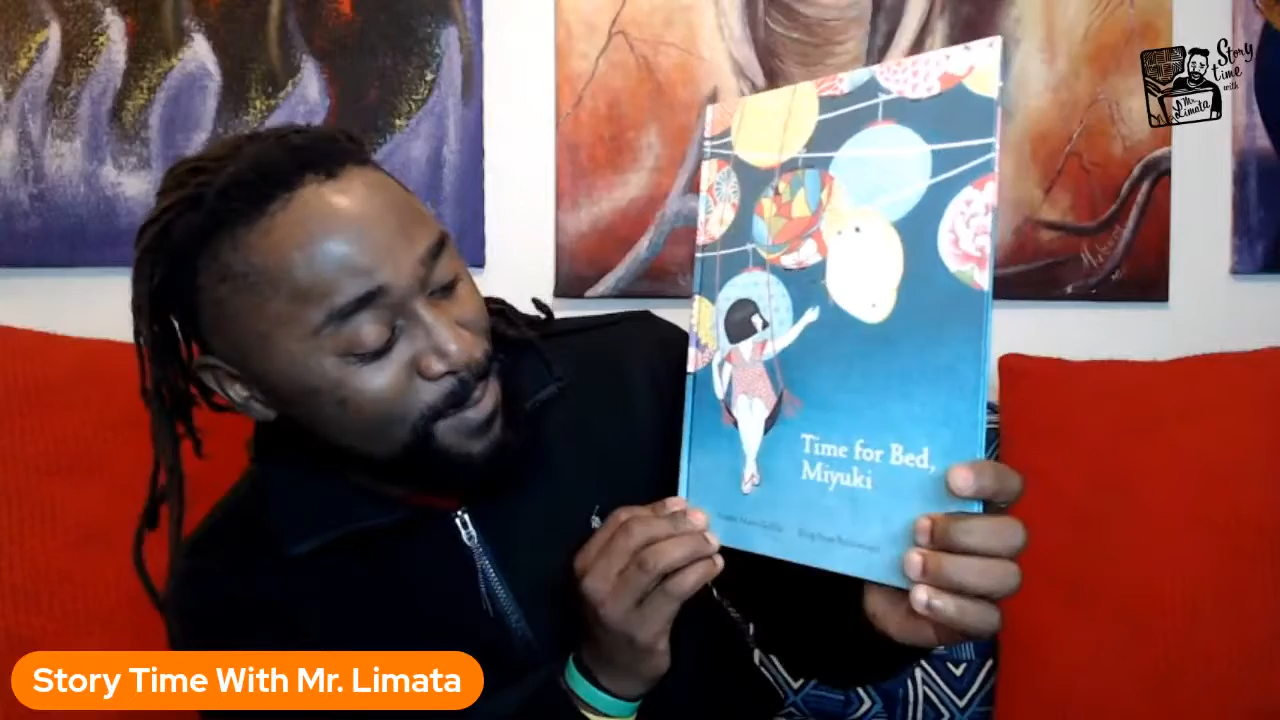 Story
time
with
Mr.
Limata
Time for Bed,
Miyuki
Story Time With Mr. Limata